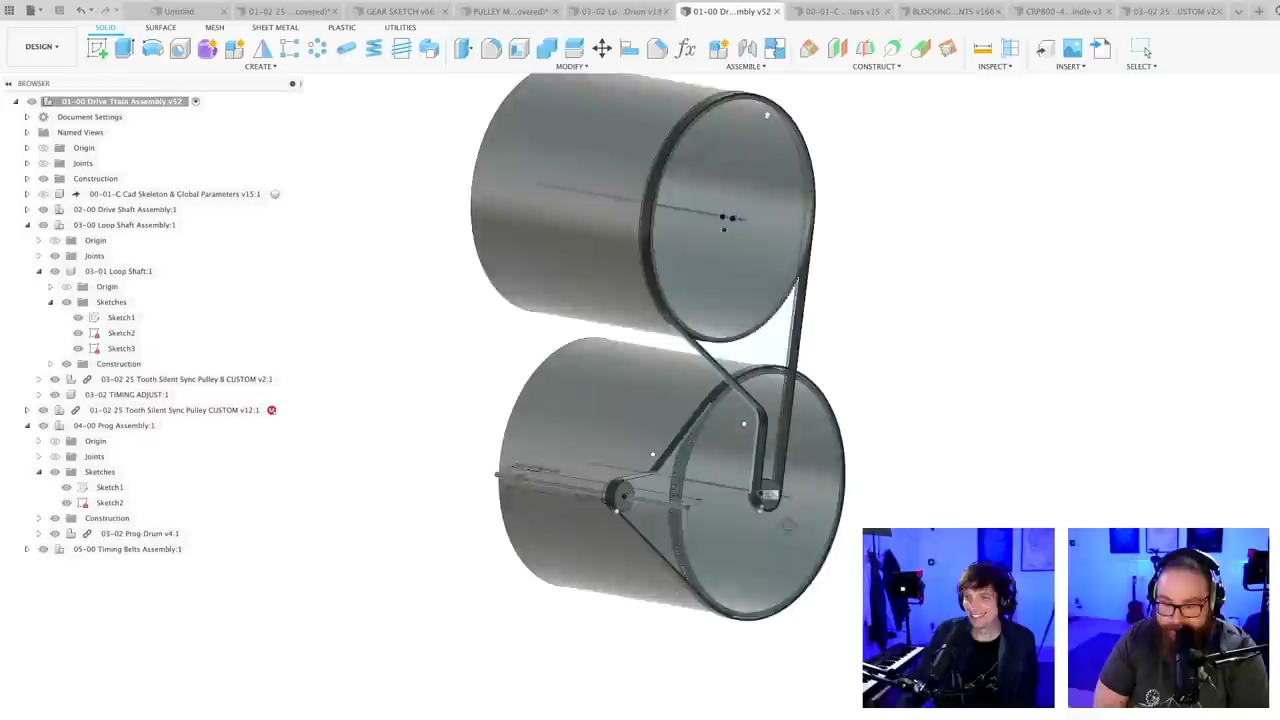 Untitled
01-02 25 ...covered)*
GEAR SKETCH v66
PULLEY M...overed)*
03-02 L...Drum v19
01-00 Dr...mbly v52
00-01-C ...ters v15
BLOCKING...NTS v166
CRP800-4...indle.v3
03-02 25...USTOM v2
SOLID
SURFACE
MESH
SHEET METAL
PLASTIC
UTILITIES
DESIGN
CREATE
MODIFY
ASSEMBLE
CONSTRUCT
INSPECT
INSERT
SELECT
BROWSER
01-00 Drive Train Assembly v52
Document Settings
Named Views
Origin
Joints
Construction
00-01-C Cad Skeleton & Global Parameters v15:1
02-00 Drive Shaft Assembly:1
03-00 Loop Shaft Assembly:1
Origin
Joints
03-01 Loop Shaft:1
Origin
Sketches
Sketch1
Sketch2
Sketch3
Construction
03-02 25 Tooth Silent Sync Pulley B CUSTOM v2:1
03-02 TIMING ADJUST:1
01-02 25 Tooth Silent Sync Pulley CUSTOM v12:1
04-00 Prog Assembly:1
Origin
Joints
Sketches
Sketch1
Sketch2
Construction
03-02 Prog Drum v4:1
05-00 Timing Belts Assembly:1